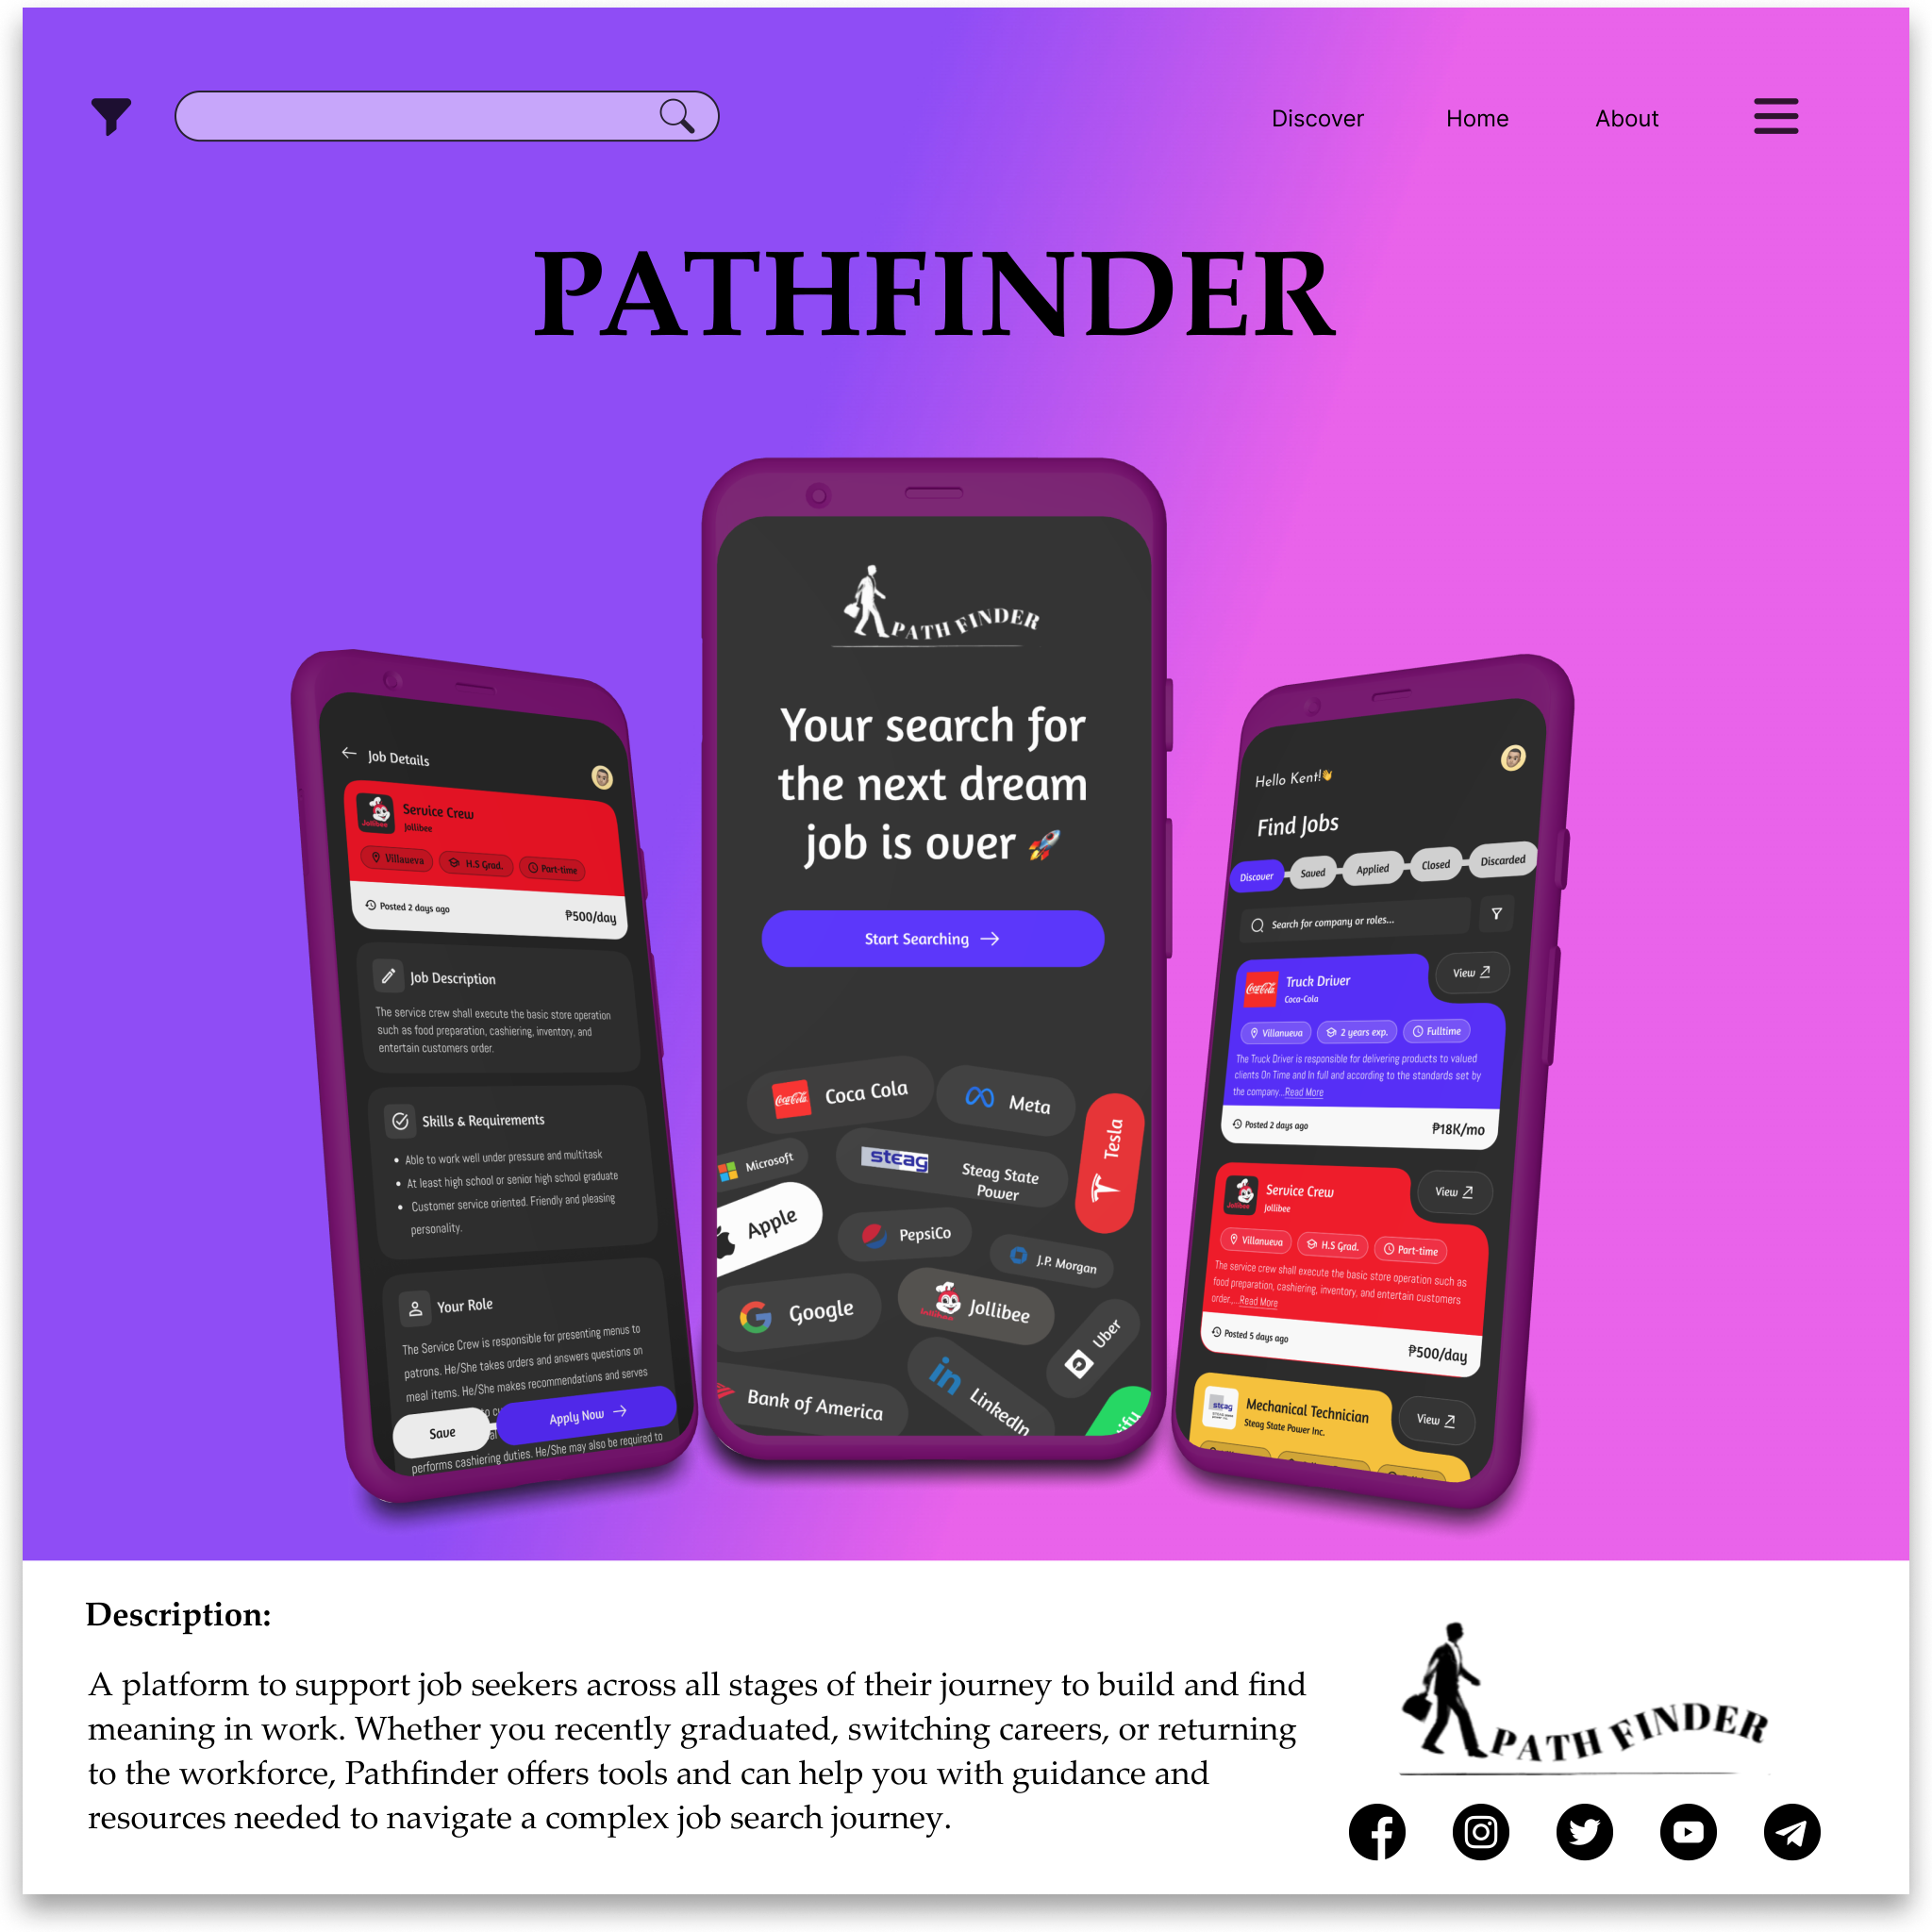 Discover Home About
PATHFINDER
Job Details
Service Crew
Jollibee
Jollibee
Villaueva H.S Grad. Part-time
Posted 2 days ago ₱500/day
Job Description
The service crew shall execute the basic store operation
such as food preparation, cashiering, inventory, and
entertain customers order.
Skills & Requirements
Able to work well under pressure and multitask
At least high school or senior high school graduate
Customer service oriented. Friendly and pleasing
personality.
Your Role
The Service Crew is responsible for presenting menus to
patrons. He/She takes orders and answers questions on
meal items. He/She makes recommendations and serves
Save
Apply Now
performs cashiering duties. He/She may also be required to
PATH FINDER
Your search for
the next dream
job is over
Start Searching
Coca-Cola
Coca Cola
Meta
Tesla
Microsoft
steag
Steag State
Power
Apple
PepsiCo
J.P. Morgan
Google
Jollibee
Jollibee
Uber
Bank of America
in
LinkedIn
ify
Hello Kent!
Find Jobs
Discover Saved Applied Closed Discarded
Search for company or roles...
Coca-Cola
Truck Driver
Coca-Cola
View
Villanueva 2 years exp. Fulltime
The Truck Driver is responsible for delivering products to valued
clients On Time and In full and according to the standards set by
the company...Read More
Posted 2 days ago ₱18K/mo
Service Crew
Jollibee
Jollibee
View
Villanueva H.S Grad. Part-time
The service crew shall execute the basic store operation such as
food preparation, cashiering, inventory, and entertain customers
order,...Read More
Posted 5 days ago ₱500/day
steag
Mechanical Technician
Steag State Power Inc.
View
Description:
A platform to support job seekers across all stages of their journey to build and find
meaning in work. Whether you recently graduated, switching careers, or returning
to the workforce, Pathfinder offers tools and can help you with guidance and
resources needed to navigate a complex job search journey.
PATH FINDER